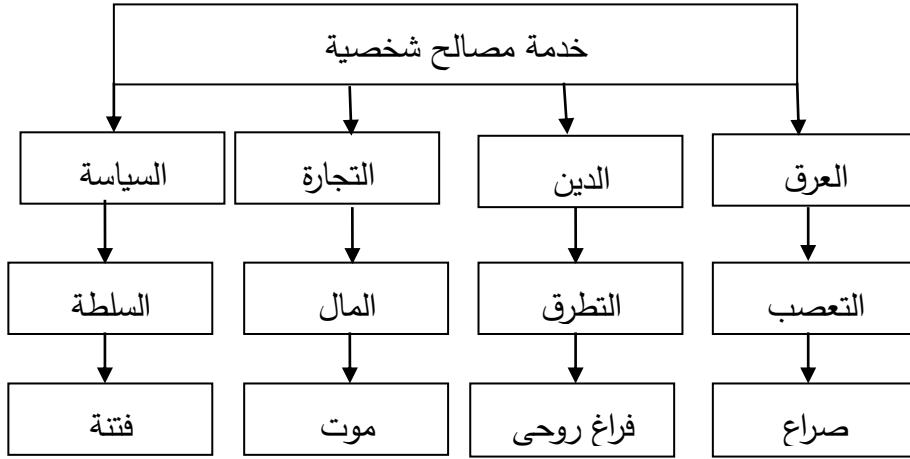 خدمة مصالح شخصية
العرق
الدين
التجارة
السياسة
التعصب
التطرق
المال
السلطة
صراع
فراغ روحى
موت
فتنة